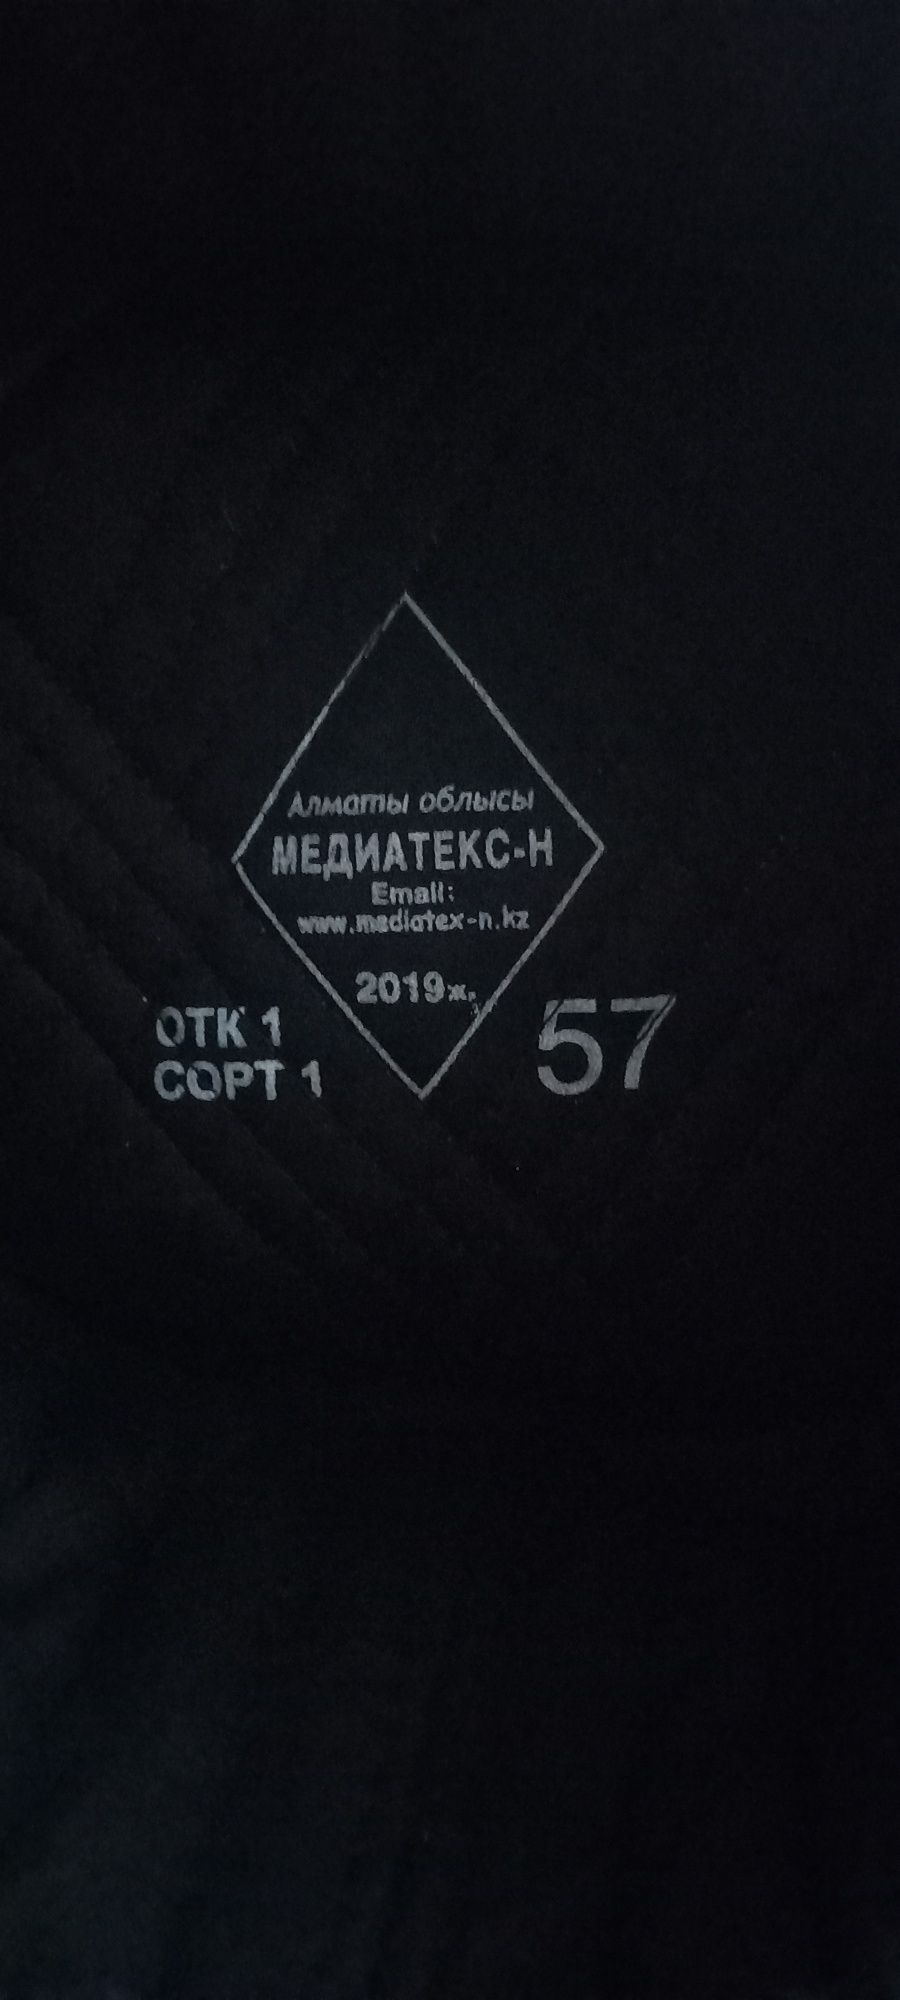 Алматы облысы
МЕДИАТЕКС-Н
Email:
www.mediatex-n.kz
2019ж.
ОТК 1
СОРТ 1
57